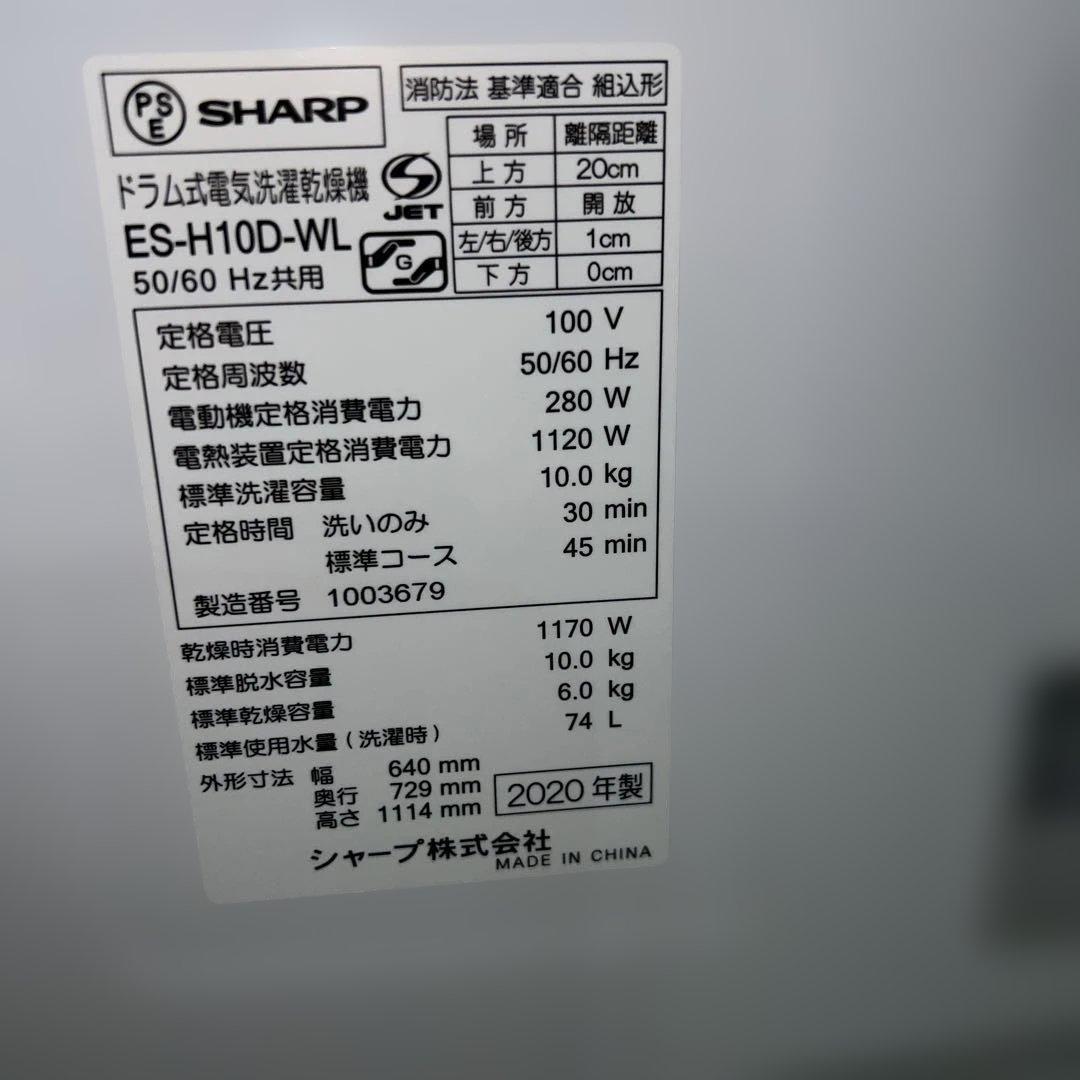 PSE SHARP
消防法 基準適合 組込形
場所 離隔距離
上方 20cm
前方 開放
左/右/後方 1cm
下方 0cm
ドラム式電気洗濯乾燥機
S JET
ES-H10D-WL
50/60 Hz共用
G
定格電圧 100 V
定格周波数 50/60 Hz
電動機定格消費電力 280 W
電熱装置定格消費電力 1120 W
標準洗濯容量 10.0 kg
定格時間 洗いのみ 30 min
標準コース 45 min
製造番号 1003679
乾燥時消費電力 1170 W
標準脱水容量 10.0 kg
標準乾燥容量 6.0 kg
標準使用水量(洗濯時) 74 L
外形寸法 幅 640 mm
奥行 729 mm
高さ 1114 mm
2020年製
シャープ株式会社
MADE IN CHINA